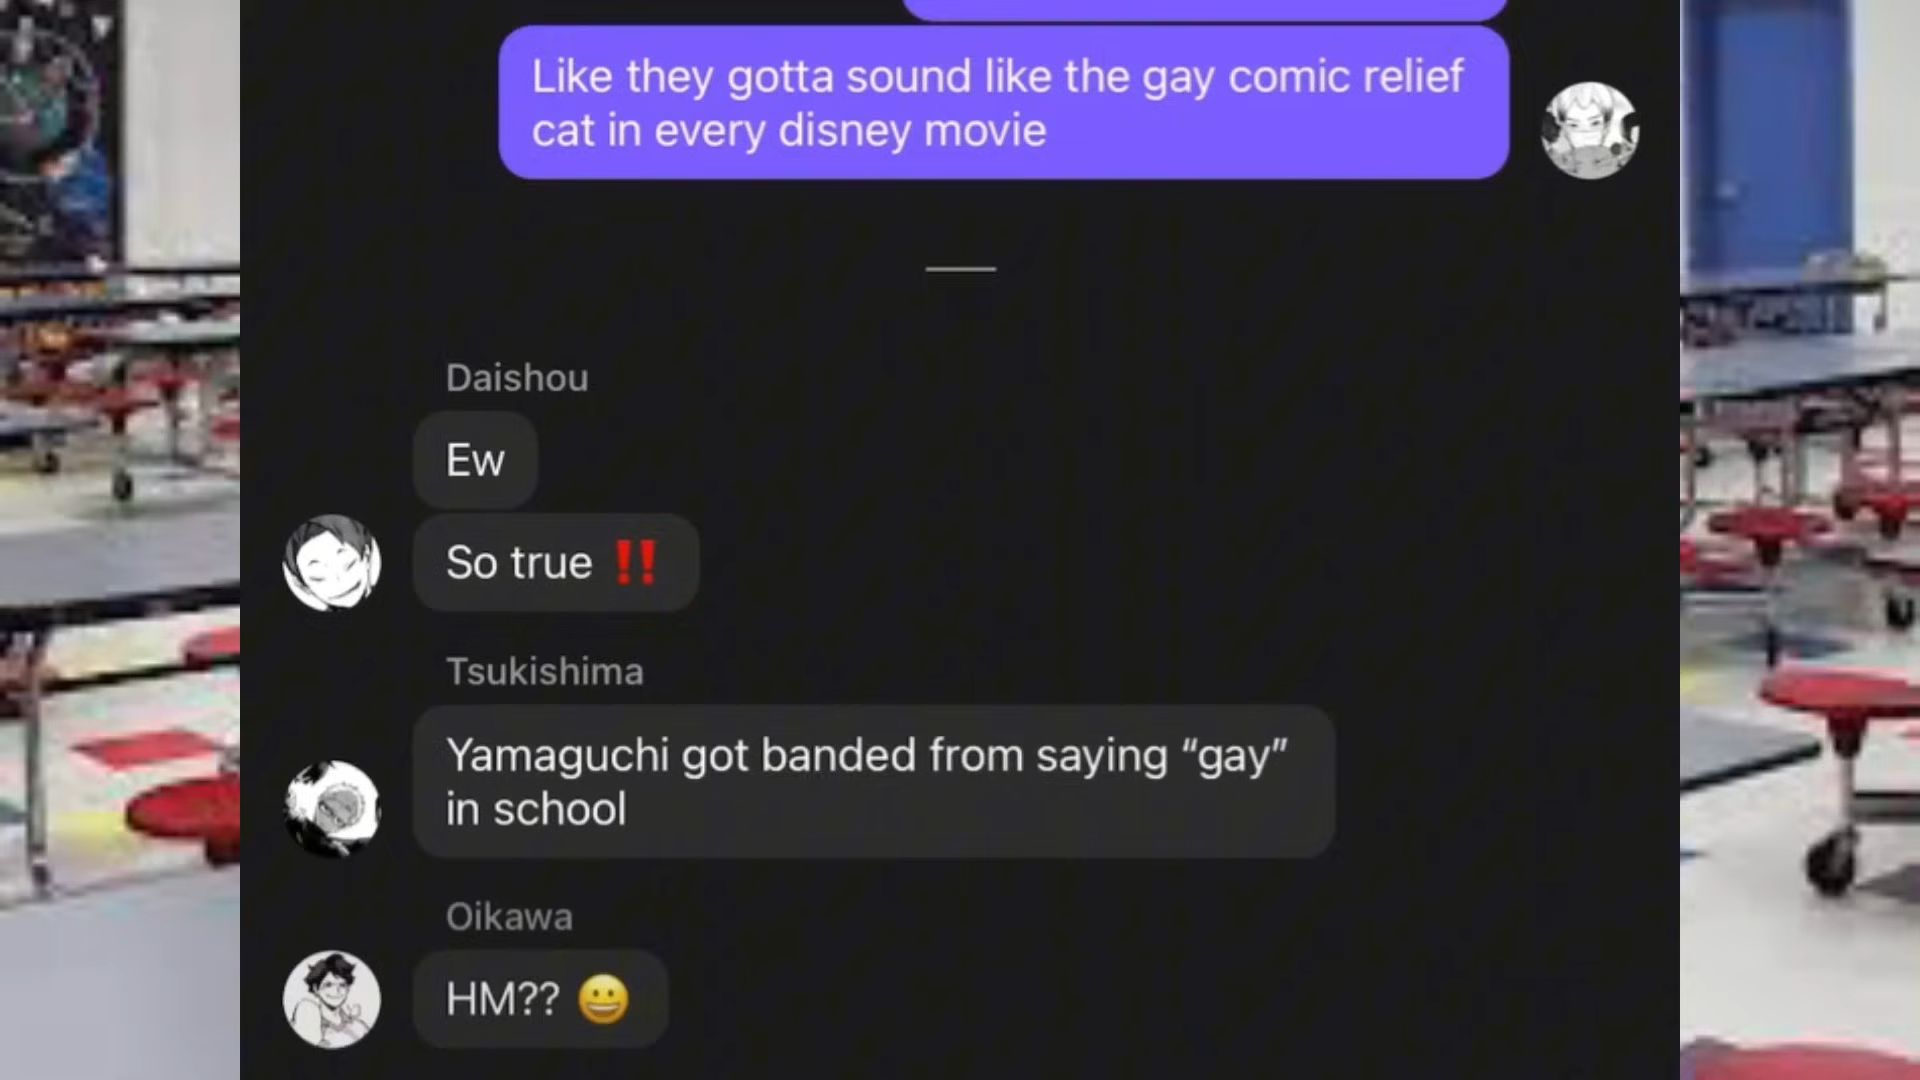 Like they gotta sound like the gay comic relief
cat in every disney movie
Daishou
Ew
So true ‼️
Tsukishima
Yamaguchi got banded from saying “gay”
in school
Oikawa
HM?? 😀